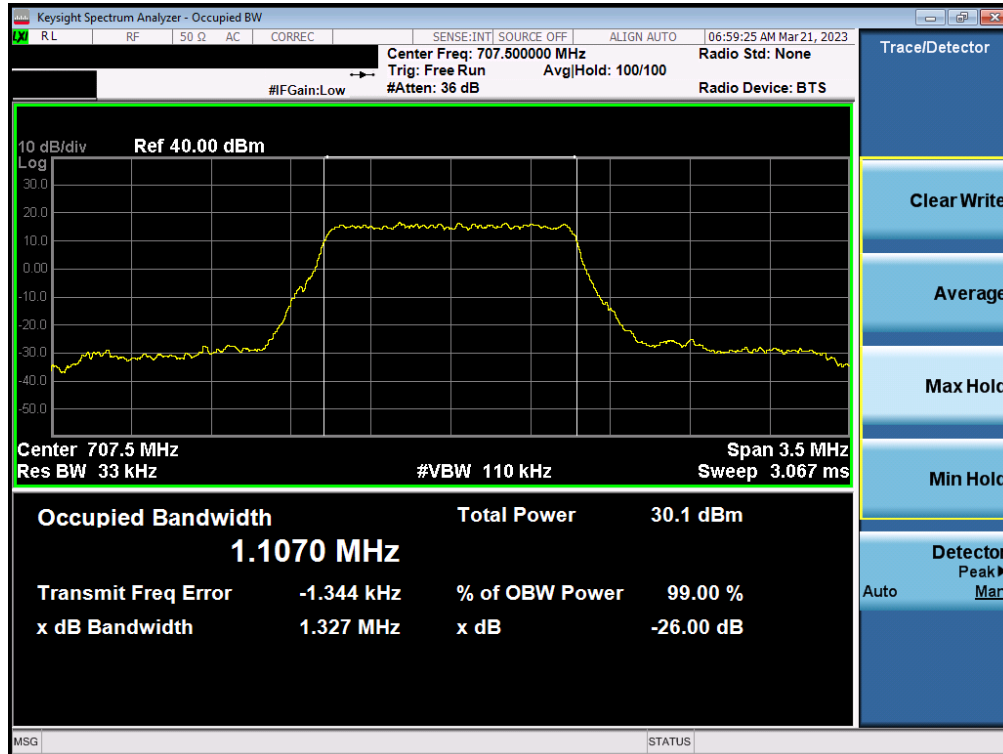 Keysight Spectrum Analyzer - Occupied BW
LXI RL RF 50 Ω AC CORREC SENSE:INT SOURCE OFF ALIGN AUTO 06:59:25 AM Mar 21, 2023
Center Freq: 707.500000 MHz Radio Std: None
Trig: Free Run Avg|Hold: 100/100
#IFGain:Low #Atten: 36 dB Radio Device: BTS
10 dB/div Ref 40.00 dBm
Log
30.0
20.0
10.0
0.00
-10.0
-20.0
-30.0
-40.0
-50.0
Center 707.5 MHz Span 3.5 MHz
Res BW 33 kHz #VBW 110 kHz Sweep 3.067 ms
Occupied Bandwidth Total Power 30.1 dBm
1.1070 MHz
Transmit Freq Error -1.344 kHz % of OBW Power 99.00 %
x dB Bandwidth 1.327 MHz x dB -26.00 dB
MSG STATUS
Trace/Detector
Clear Write
Average
Max Hold
Min Hold
Detector
Peak
Auto Man